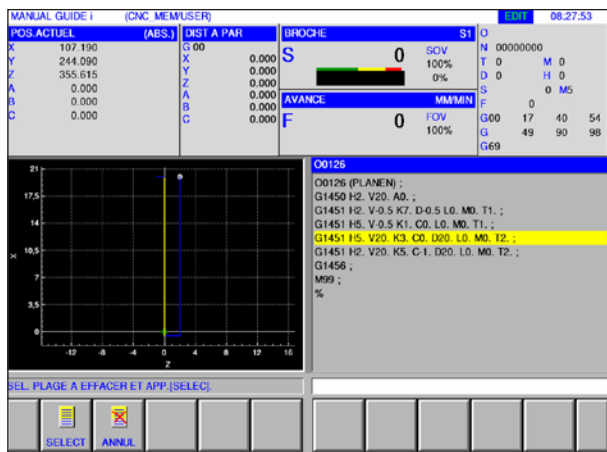 MANUAL GUIDE i (CNC_MEM/USER) EDIT 08.27.53
POS.ACTUEL (ABS.)
X 107.190
Y 244.090
Z 355.615
A 0.000
B 0.000
C 0.000
DIST A PAR
G 00
X 0.000
Y 0.000
Z 0.000
A 0.000
B 0.000
C 0.000
BROCHE S1
S 0 SOV
100%
0%
AVANCE MM/MIN
F 0 FOV
100%
O
N 00000000
T 0 M 0
D 0 H 0
S 0 M5
F 0
G00 17 40 54
G 49 90 98
G69
21
17,5
14
10,5
7
3,5
0
X
-12 -8 -4 0 4 8 12 16
Z
O0126
O0126 (PLANEN) ;
G1450 H2. V20. A0. ;
G1451 H2. V-0.5 K7. D-0.5 L0. M0. T1. ;
G1451 H5. V-0.5 K1. C0. L0. M0. T1. ;
G1451 H5. V20. K3. C0. D20. L0. M0. T2. ;
G1451 H2. V20. K5. C-1. D20. L0. M0. T2. ;
G1456 ;
M99 ;
%
SEL. PLAGE A EFFACER ET APP.[SELEC].
SELECT ANNUL